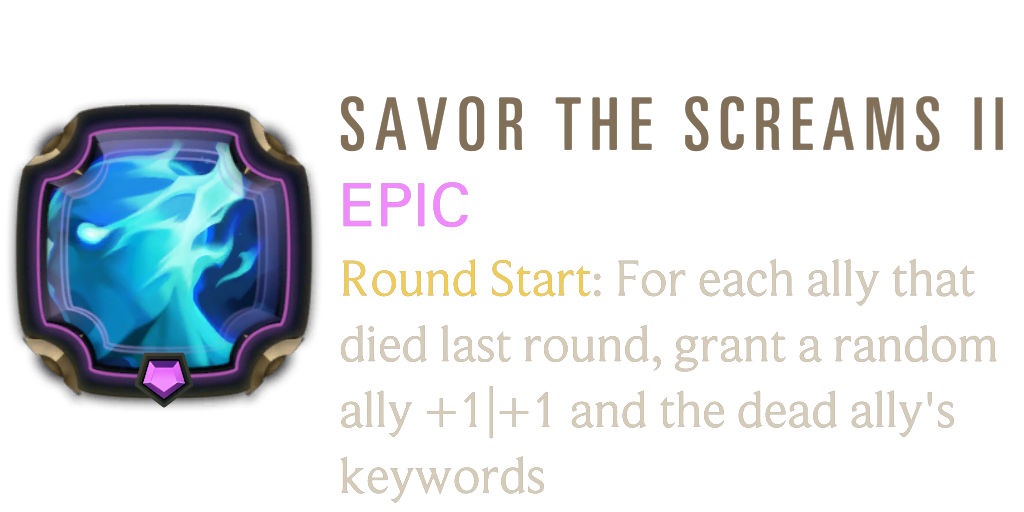 SAVOR THE SCREAMS II
EPIC
Round Start: For each ally that
died last round, grant a random
ally +1|+1 and the dead ally's
keywords